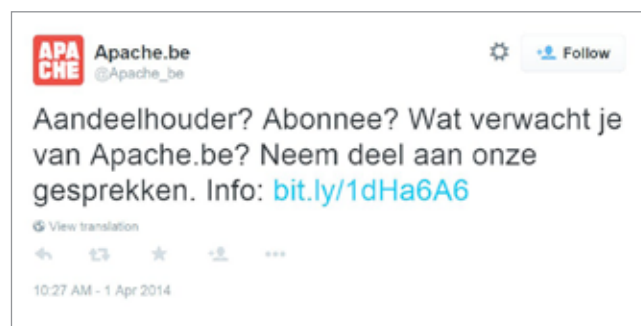 APA
CHE
Apache.be
@Apache_be
Follow
Aandeelhouder? Abonnee? Wat verwacht je
van Apache.be? Neem deel aan onze
gesprekken. Info: bit.ly/1dHa6A6
View translation
10:27 AM - 1 Apr 2014